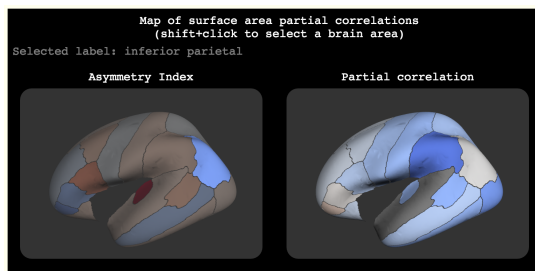 Map of surface area partial correlations
(shift+click to select a brain area)
Selected label: inferior parietal
Asymmetry Index
Partial correlation